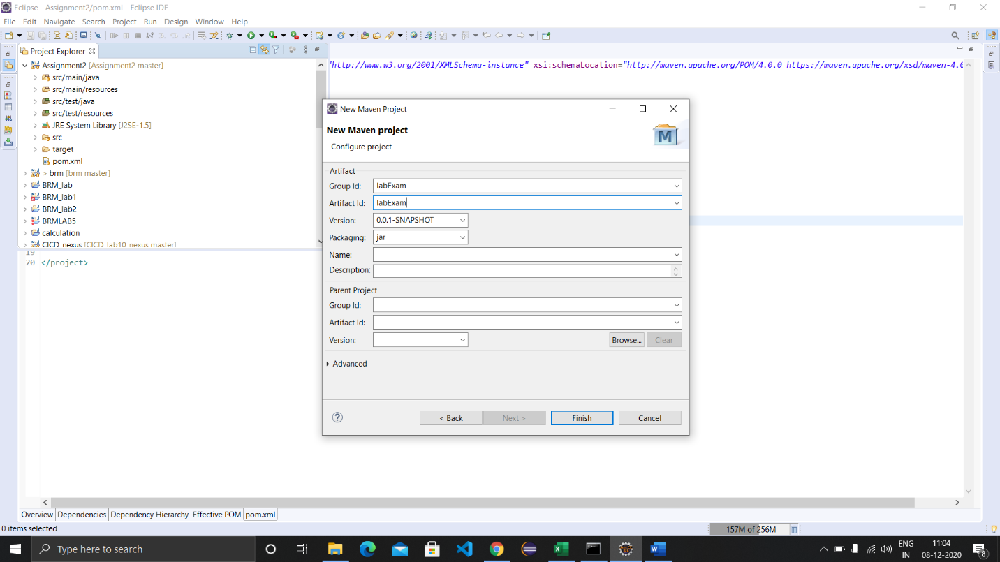 Eclipse - Assignment2/pom.xml - Eclipse IDE
File Edit Navigate Search Project Run Design Window Help
Project Explorer
Assignment2 [Assignment2 master]
src/main/java
src/main/resources
src/test/java
src/test/resources
JRE System Library [J2SE-1.5]
src
target
pom.xml
> brm [brm master]
BRM_lab
BRM_lab1
BRM_lab2
BRMLAB5
calculation
CICD_nexus [CICD_lab10_nexus master]
"http://www.w3.org/2001/XMLSchema-instance" xsi:schemaLocation="http://maven.apache.org/POM/4.0.0 https://maven.apache.org/xsd/maven-4.0
19
20 </project>
New Maven Project
New Maven project
Configure project
M
Artifact
Group Id: labExam
Artifact Id: labExam
Version: 0.0.1-SNAPSHOT
Packaging: jar
Name:
Description:
Parent Project
Group Id:
Artifact Id:
Version:
Browse... Clear
Advanced
? < Back Next > Finish Cancel
Overview Dependencies Dependency Hierarchy Effective POM pom.xml
0 items selected
157M of 256M
Type here to search
ENG
IN
11:04
08-12-2020
8